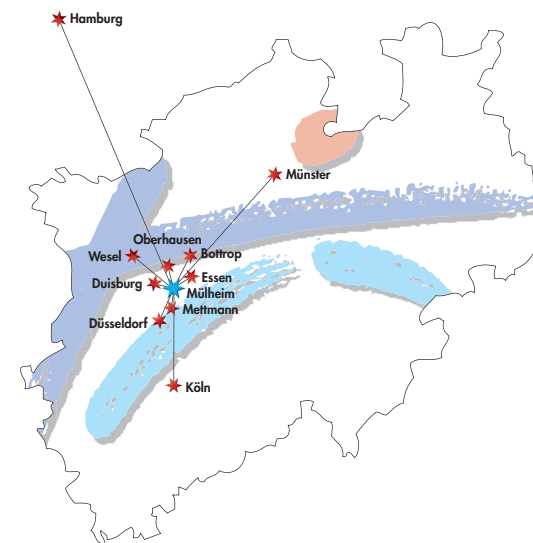 Hamburg
Münster
Oberhausen
Wesel
Bottrop
Essen
Duisburg
Mülheim
Mettmann
Düsseldorf
Köln